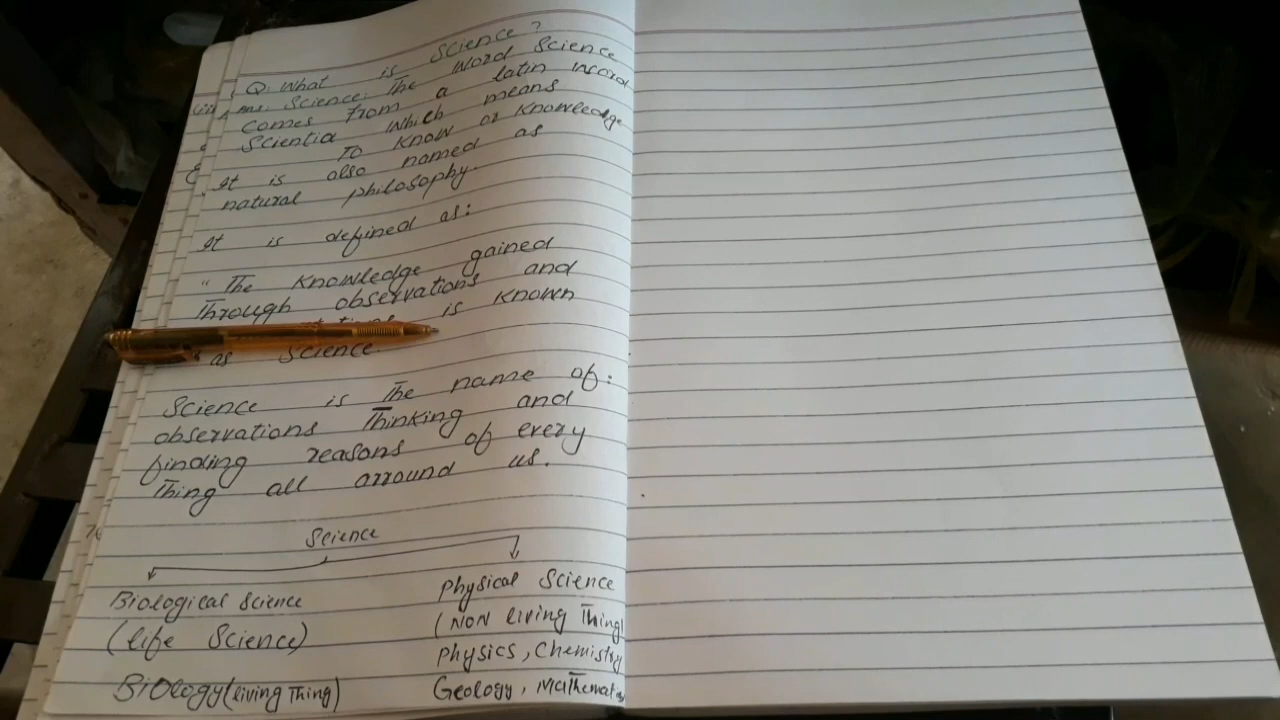 Q. What is Science?
Ans. Science: The Word Science
comes from a latin word
Scientia which means
To Know or Knowledge
It is also named as
natural philosophy.
It is defined as:
"The Knowledge gained
Through observations and
is known
as Science.
Science is The name of:
observations Thinking and
finding reasons of every
Thing all arround us.
Science
Biological Science
(life Science)
Biology (living Thing)
Physical Science
(NON living Thing)
Physics, Chemistry
Geology, Mathematics